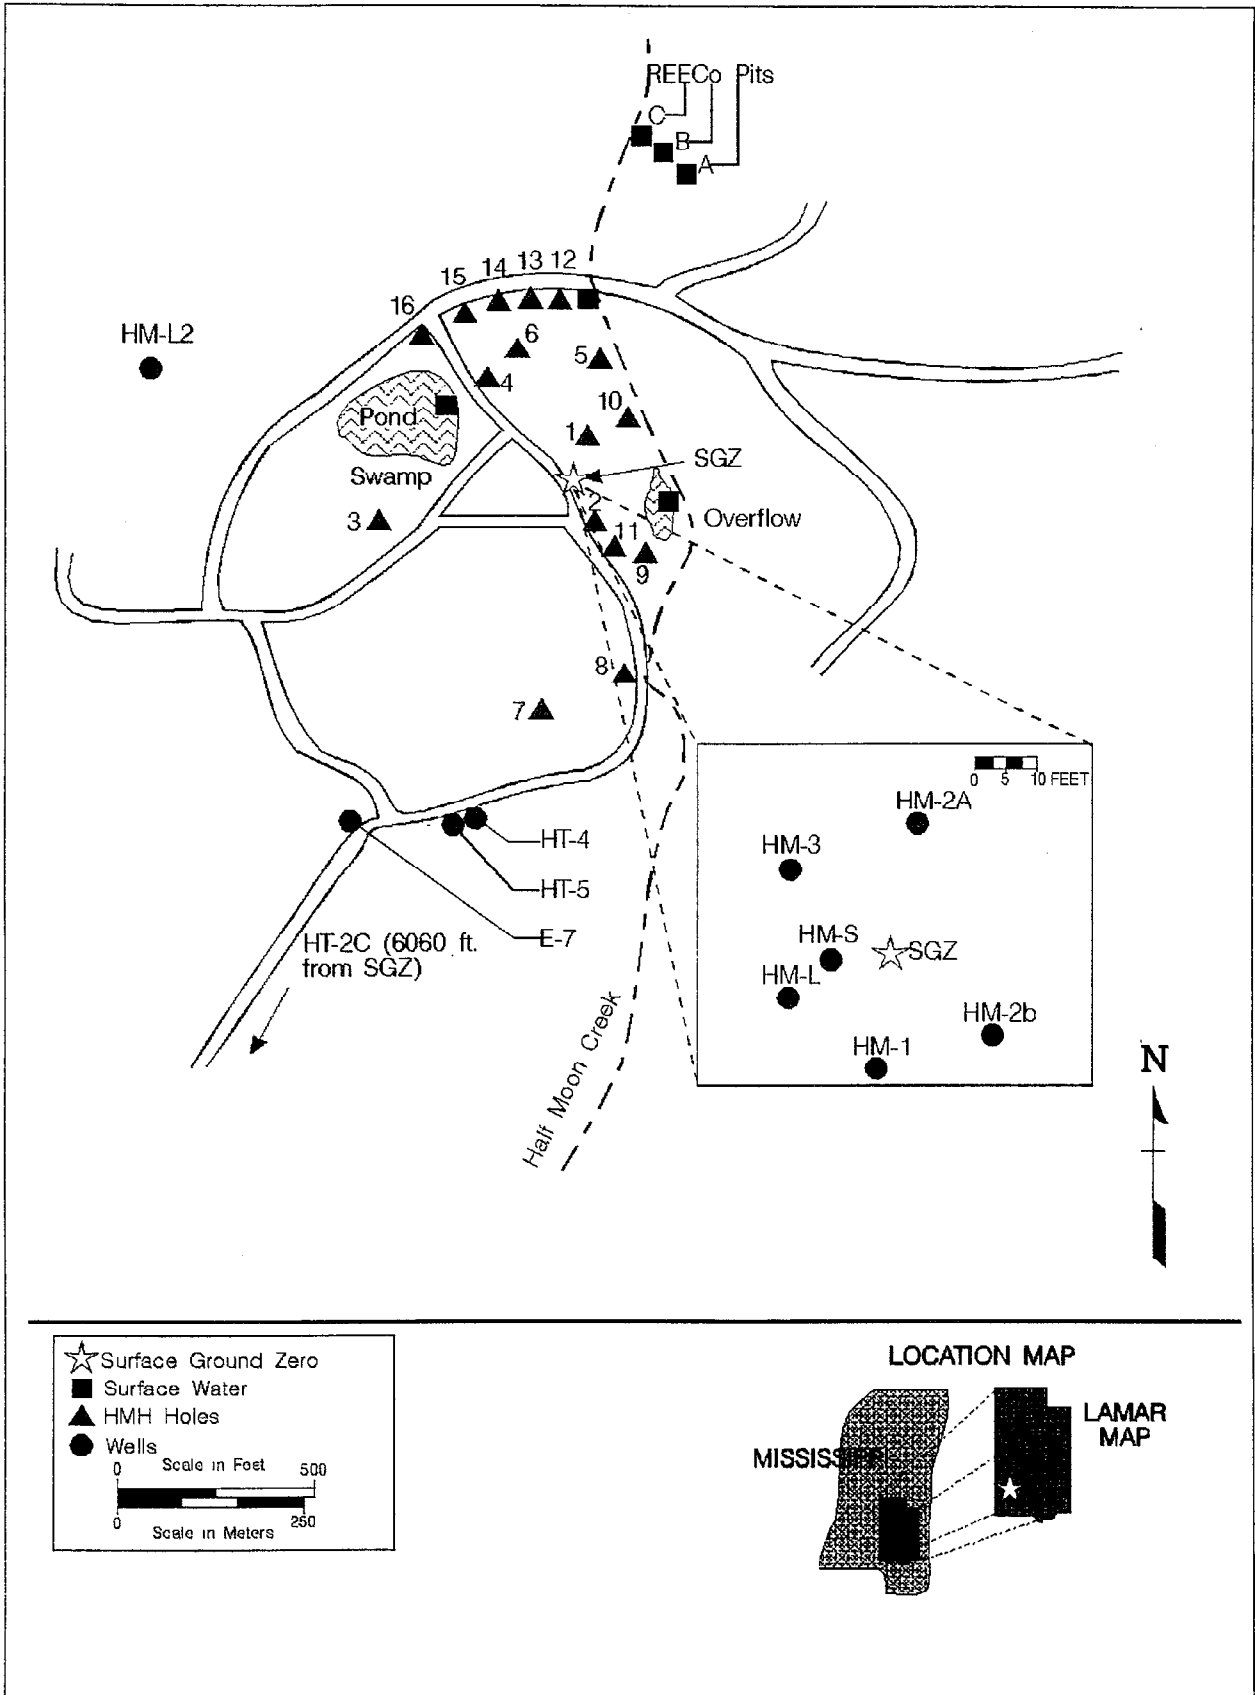 REECo Pits
C
B
A
12
13
14
15
16
HM-L2
6
5
4
Pond
10
1
SGZ
Swamp
3
2
Overflow
11
9
8
7
0 5 10 FEET
HM-2A
HM-3
HT-4
HT-5
E-7
HT-2C (6060 ft.
from SGZ)
HM-S
SGZ
HM-L
HM-2b
HM-1
Half Moon Creek
N
Surface Ground Zero
Surface Water
HMH Holes
Wells
0 Scale in Feet 500
0 Scale in Meters 250
LOCATION MAP
LAMAR
MAP
MISSISSIPPI